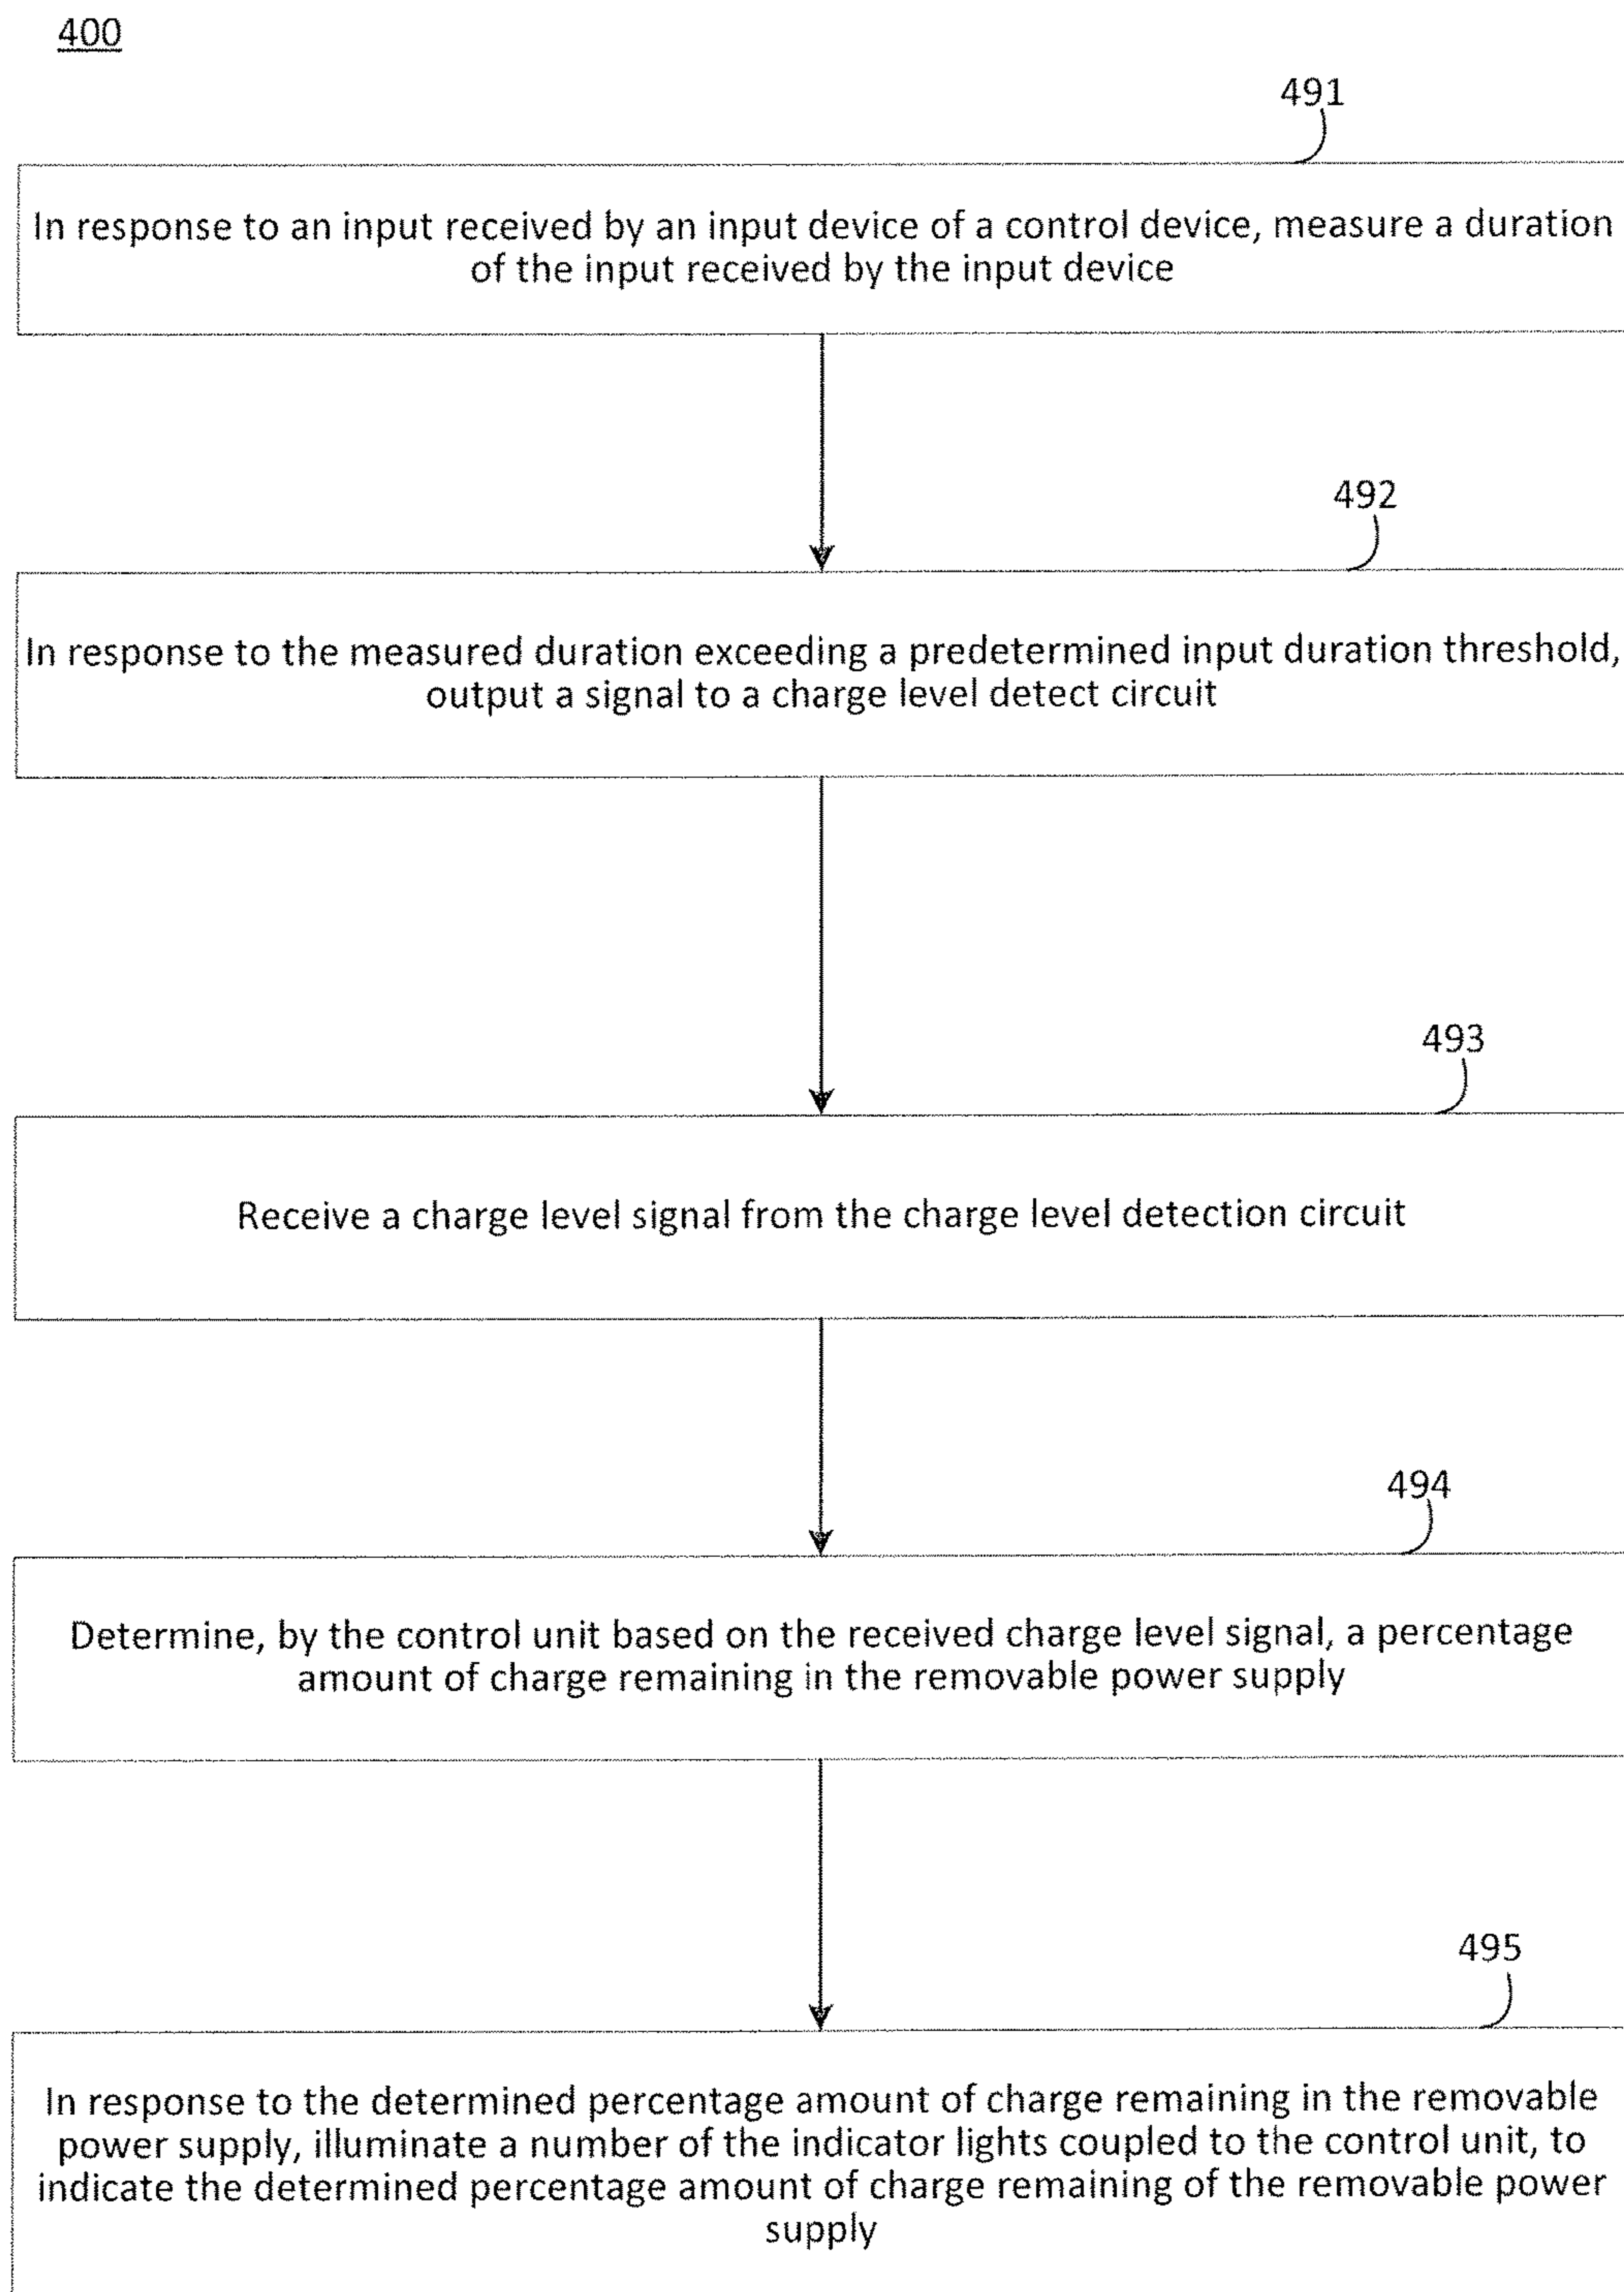 400
491
In response to an input received by an input device of a control device, measure a duration
of the input received by the input device
492
In response to the measured duration exceeding a predetermined input duration threshold,
output a signal to a charge level detect circuit
493
Receive a charge level signal from the charge level detection circuit
494
Determine, by the control unit based on the received charge level signal, a percentage
amount of charge remaining in the removable power supply
495
In response to the determined percentage amount of charge remaining in the removable
power supply, illuminate a number of the indicator lights coupled to the control unit, to
indicate the determined percentage amount of charge remaining of the removable power
supply